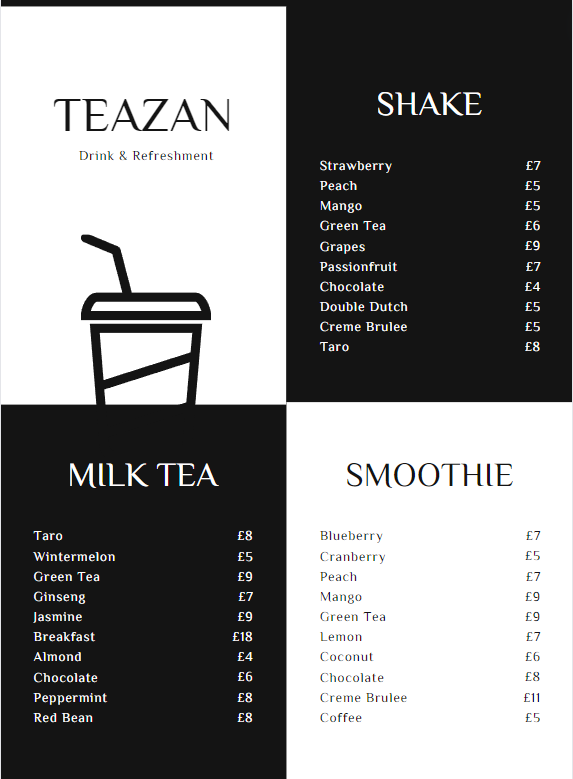 TEAZAN
Drink & Refreshment
SHAKE
Strawberry £7
Peach £5
Mango £5
Green Tea £6
Grapes £9
Passionfruit £7
Chocolate £4
Double Dutch £5
Creme Brulee £5
Taro £8
MILK TEA
Taro £8
Wintermelon £5
Green Tea £9
Ginseng £7
Jasmine £9
Breakfast £18
Almond £4
Chocolate £6
Peppermint £8
Red Bean £8
SMOOTHIE
Blueberry £7
Cranberry £5
Peach £7
Mango £9
Green Tea £9
Lemon £7
Coconut £6
Chocolate £8
Creme Brulee £11
Coffee £5